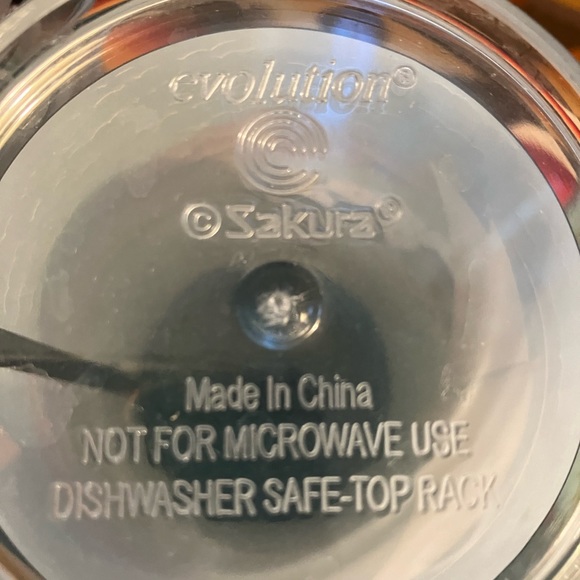 evolution®
© Sakura®
Made In China
NOT FOR MICROWAVE USE
DISHWASHER SAFE-TOP RACK